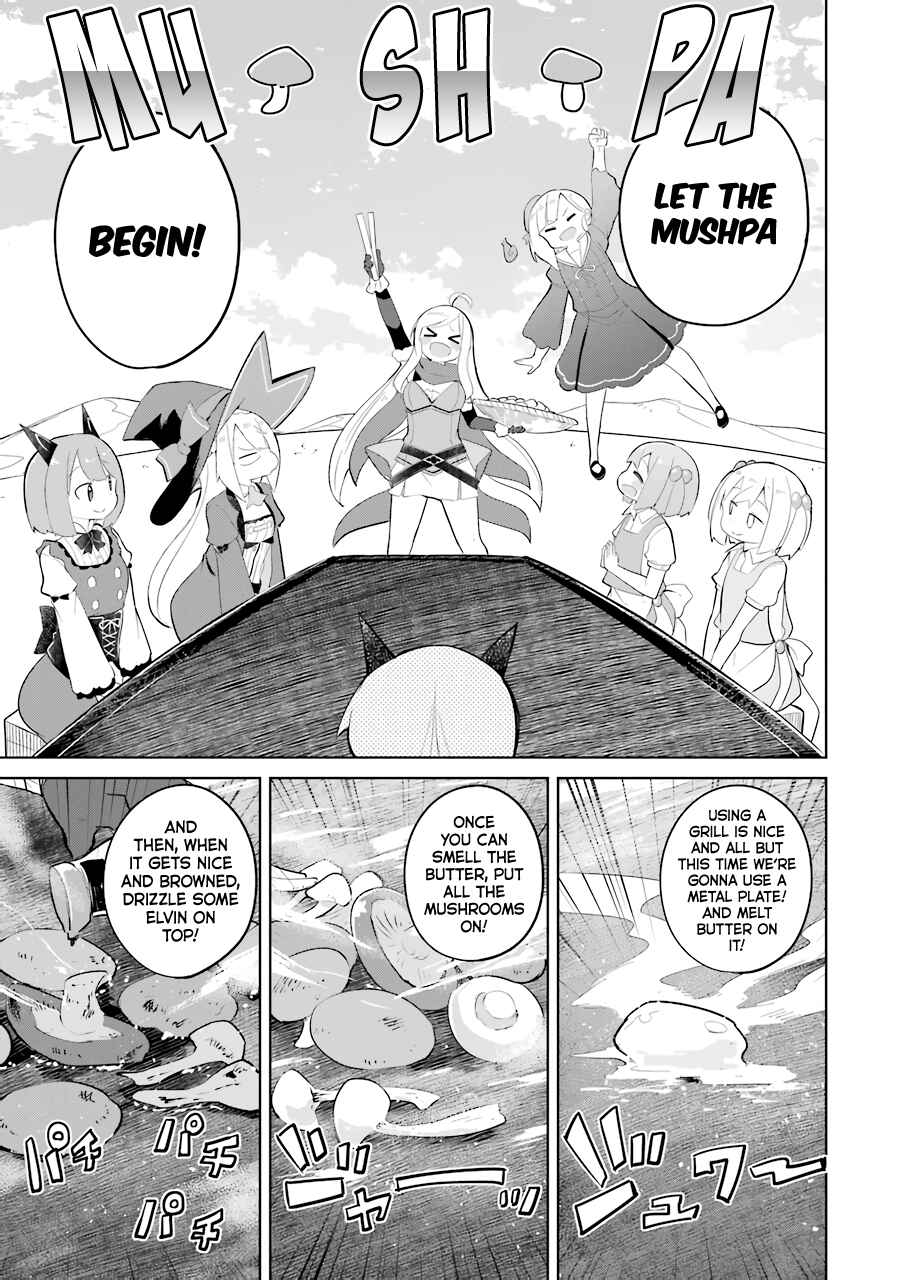 MU SH PA
LET THE
MUSHPA
BEGIN!
USING A
GRILL IS NICE
AND ALL BUT
THIS TIME WE'RE
GONNA USE A
METAL PLATE!
AND MELT
BUTTER ON
IT!
ジュワ〜
ONCE
YOU CAN
SMELL THE
BUTTER, PUT
ALL THE
MUSHROOMS
ON!
ジャーーッ
AND
THEN, WHEN
IT GETS NICE
AND BROWNED,
DRIZZLE SOME
ELVIN ON
TOP!
パチ
パチ
パチ